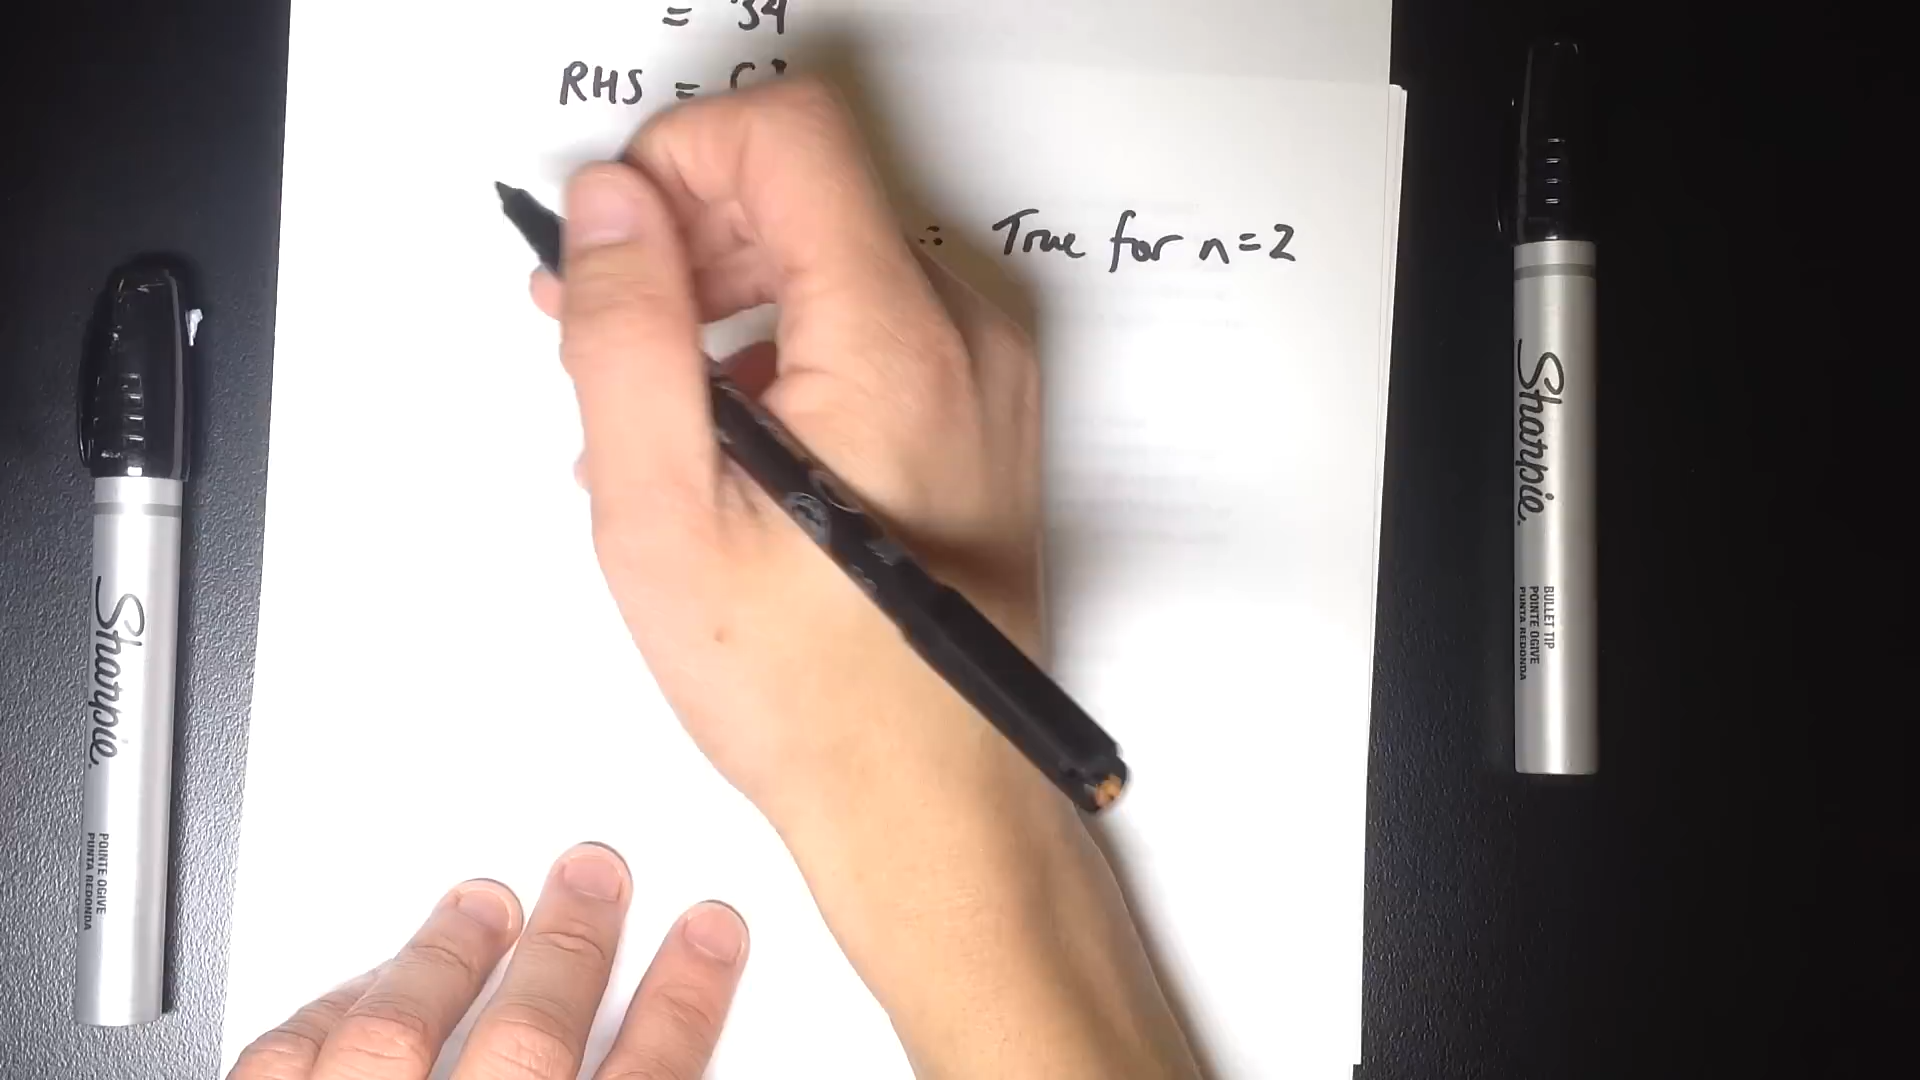 = 34
RHS =
∴ True for n=2
Sharpie.
POINTE OGIVE
PUNTA REDONDA
Sharpie.
BULLET TIP
POINTE OGIVE
PUNTA REDONDA